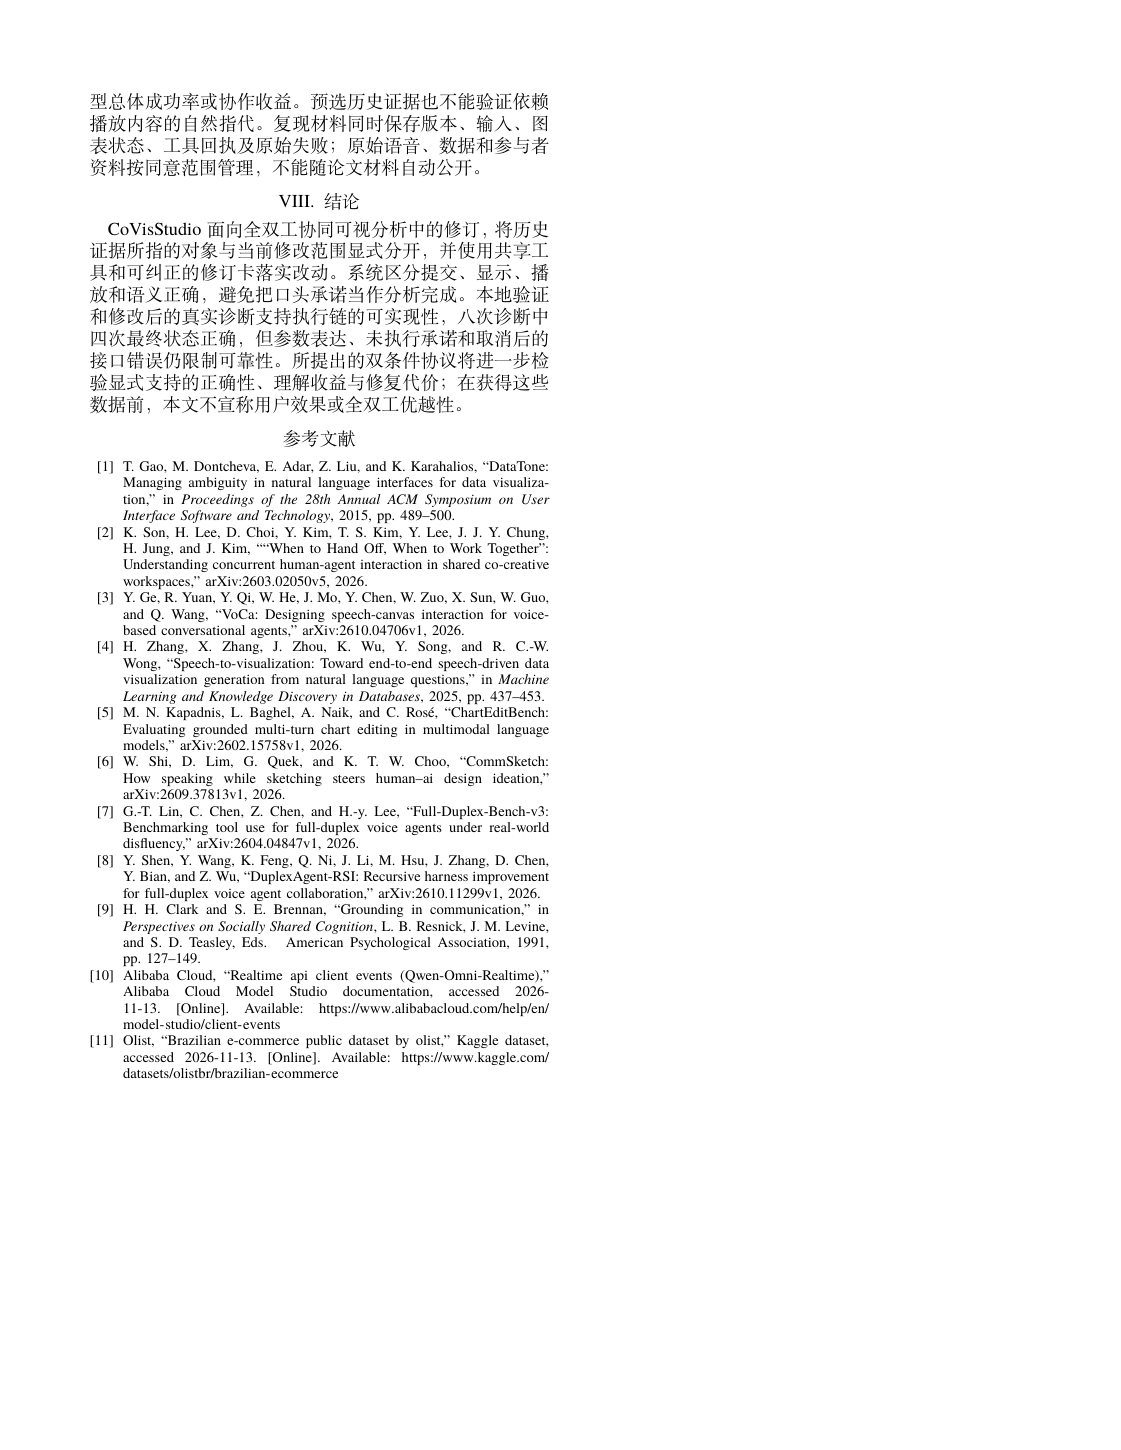 型总体成功率或协作收益。预选历史证据也不能验证依赖
播放内容的自然指代。复现材料同时保存版本、输入、图
表状态、工具回执及原始失败；原始语音、数据和参与者
资料按同意范围管理，不能随论文材料自动公开。
VIII. 结论
CoVisStudio 面向全双工协同可视分析中的修订，将历史
证据所指的对象与当前修改范围显式分开，并使用共享工
具和可纠正的修订卡落实改动。系统区分提交、显示、播
放和语义正确，避免把口头承诺当作分析完成。本地验证
和修改后的真实诊断支持执行链的可实现性，八次诊断中
四次最终状态正确，但参数表达、未执行承诺和取消后的
接口错误仍限制可靠性。所提出的双条件协议将进一步检
验显式支持的正确性、理解收益与修复代价；在获得这些
数据前，本文不宣称用户效果或全双工优越性。
参考文献
[1] T. Gao, M. Dontcheva, E. Adar, Z. Liu, and K. Karahalios, “DataTone:
Managing ambiguity in natural language interfaces for data visualiza-
tion,” in Proceedings of the 28th Annual ACM Symposium on User
Interface Software and Technology, 2015, pp. 489–500.
[2] K. Son, H. Lee, D. Choi, Y. Kim, T. S. Kim, Y. Lee, J. J. Y. Chung,
H. Jung, and J. Kim, ““When to Hand Off, When to Work Together”:
Understanding concurrent human-agent interaction in shared co-creative
workspaces,” arXiv:2603.02050v5, 2026.
[3] Y. Ge, R. Yuan, Y. Qi, W. He, J. Mo, Y. Chen, W. Zuo, X. Sun, W. Guo,
and Q. Wang, “VoCa: Designing speech-canvas interaction for voice-
based conversational agents,” arXiv:2610.04706v1, 2026.
[4] H. Zhang, X. Zhang, J. Zhou, K. Wu, Y. Song, and R. C.-W.
Wong, “Speech-to-visualization: Toward end-to-end speech-driven data
visualization generation from natural language questions,” in Machine
Learning and Knowledge Discovery in Databases, 2025, pp. 437–453.
[5] M. N. Kapadnis, L. Baghel, A. Naik, and C. Rosé, “ChartEditBench:
Evaluating grounded multi-turn chart editing in multimodal language
models,” arXiv:2602.15758v1, 2026.
[6] W. Shi, D. Lim, G. Quek, and K. T. W. Choo, “CommSketch:
How speaking while sketching steers human–ai design ideation,”
arXiv:2609.37813v1, 2026.
[7] G.-T. Lin, C. Chen, Z. Chen, and H.-y. Lee, “Full-Duplex-Bench-v3:
Benchmarking tool use for full-duplex voice agents under real-world
disfluency,” arXiv:2604.04847v1, 2026.
[8] Y. Shen, Y. Wang, K. Feng, Q. Ni, J. Li, M. Hsu, J. Zhang, D. Chen,
Y. Bian, and Z. Wu, “DuplexAgent-RSI: Recursive harness improvement
for full-duplex voice agent collaboration,” arXiv:2610.11299v1, 2026.
[9] H. H. Clark and S. E. Brennan, “Grounding in communication,” in
Perspectives on Socially Shared Cognition, L. B. Resnick, J. M. Levine,
and S. D. Teasley, Eds. American Psychological Association, 1991,
pp. 127–149.
[10] Alibaba Cloud, “Realtime api client events (Qwen-Omni-Realtime),”
Alibaba Cloud Model Studio documentation, accessed 2026-
11-13. [Online]. Available: https://www.alibabacloud.com/help/en/
model-studio/client-events
[11] Olist, “Brazilian e-commerce public dataset by olist,” Kaggle dataset,
accessed 2026-11-13. [Online]. Available: https://www.kaggle.com/
datasets/olistbr/brazilian-ecommerce